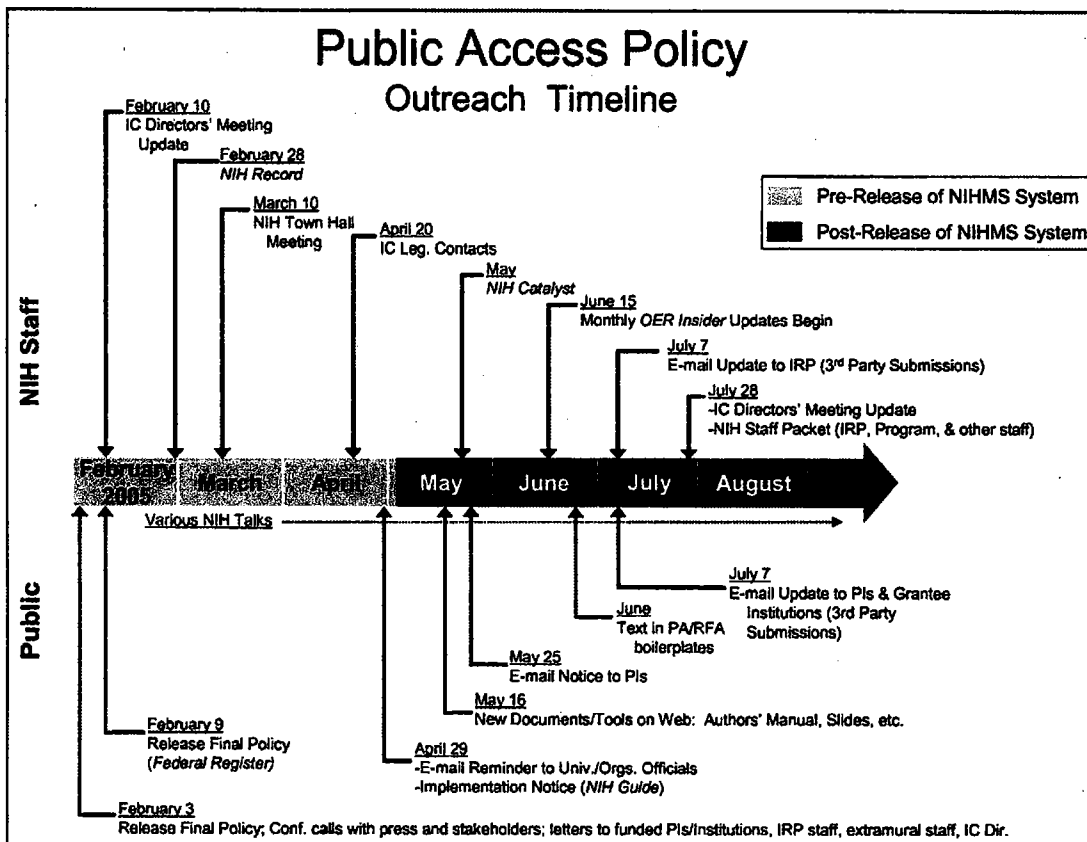 Public Access Policy
Outreach Timeline
February 10
IC Directors' Meeting
Update
February 28
NIH Record
March 10
NIH Town Hall
Meeting
April 20
IC Leg. Contacts
May
NIH Catalyst
June 15
Monthly OER Insider Updates Begin
July 7
E-mail Update to IRP (3rd Party Submissions)
July 28
-IC Directors' Meeting Update
-NIH Staff Packet (IRP, Program, & other staff)
Pre-Release of NIHMS System
Post-Release of NIHMS System
NIH Staff
February
2005
March
April
May
June
July
August
Various NIH Talks
Public
July 7
E-mail Update to PIs & Grantee
Institutions (3rd Party
Submissions)
June
Text in PA/RFA
boilerplates
May 25
E-mail Notice to PIs
May 16
New Documents/Tools on Web: Authors' Manual, Slides, etc.
February 9
Release Final Policy
(Federal Register)
April 29
-E-mail Reminder to Univ./Orgs. Officials
-Implementation Notice (NIH Guide)
February 3
Release Final Policy; Conf. calls with press and stakeholders; letters to funded PIs/Institutions, IRP staff, extramural staff, IC Dir.